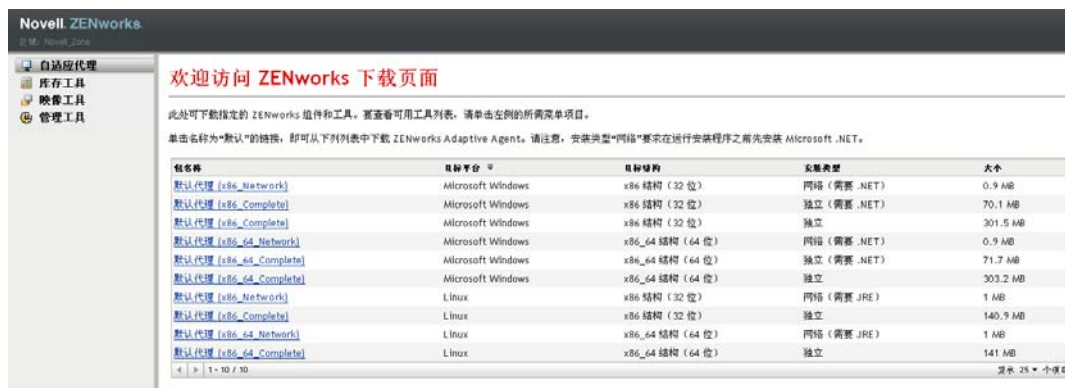 Novell ZENworks.
区域: Novell_Zone
自适应代理
库存工具
映像工具
管理工具
欢迎访问 ZENworks 下载页面
此处可下载指定的 ZENworks 组件和工具。要查看可用工具列表，请单击左侧的所需菜单项目。
单击名称为“默认”的链接，即可从下列列表中下载 ZENworks Adaptive Agent。请注意，安装类型“网络”要求在运行安装程序之前先安装 Microsoft .NET。
包名称 目标平台 目标结构 安装类型 大小
默认代理 (x86_Network) Microsoft Windows x86 结构（32 位） 网络（需要 .NET） 0.9 MB
默认代理 (x86_Complete) Microsoft Windows x86 结构（32 位） 独立（需要 .NET） 70.1 MB
默认代理 (x86_Complete) Microsoft Windows x86 结构（32 位） 独立 301.5 MB
默认代理 (x86_64_Network) Microsoft Windows x86_64 结构（64 位） 网络（需要 .NET） 0.9 MB
默认代理 (x86_64_Complete) Microsoft Windows x86_64 结构（64 位） 独立（需要 .NET） 71.7 MB
默认代理 (x86_64_Complete) Microsoft Windows x86_64 结构（64 位） 独立 303.2 MB
默认代理 (x86_Network) Linux x86 结构（32 位） 网络（需要 JRE） 1 MB
默认代理 (x86_Complete) Linux x86 结构（32 位） 独立 140.9 MB
默认代理 (x86_64_Network) Linux x86_64 结构（64 位） 网络（需要 JRE） 1 MB
默认代理 (x86_64_Complete) Linux x86_64 结构（64 位） 独立 141 MB
1 - 10 / 10 显示 25 个项